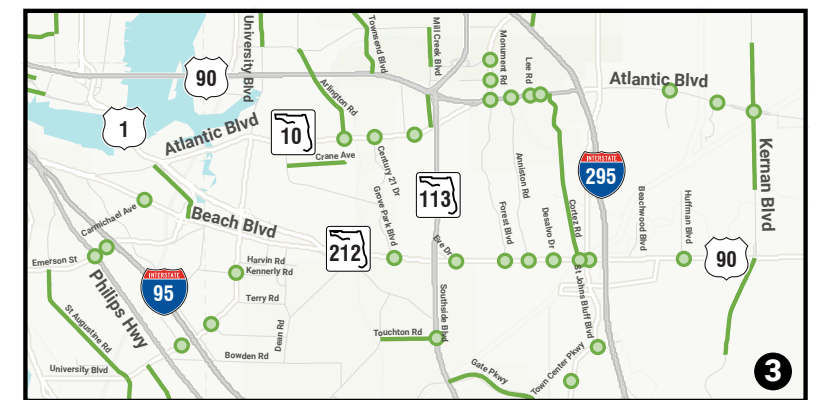 University Blvd
Townsend Blvd
Mill Creek Blvd
Monument Rd
Lee Rd
90
Atlantic Blvd
Arlington Rd
1
Atlantic Blvd
10
Crane Ave
Century 21 Dr
Anniston Rd
INTERSTATE
295
Kernan Blvd
Carmichael Ave
Beach Blvd
Grove Park Blvd
113
Forest Blvd
Desalvo Dr
Cortez Rd
Beachwood Blvd
Huffman Blvd
212
Eve Dr
90
Emerson St
Harvin Rd
Kennerly Rd
INTERSTATE
95
Philips Hwy
Terry Rd
St Augustine Rd
Dean Rd
Southside Blvd
St Johns Bluff Blvd
Touchton Rd
Bowden Rd
University Blvd
Gate Pkwy
Town Center Pkwy
3